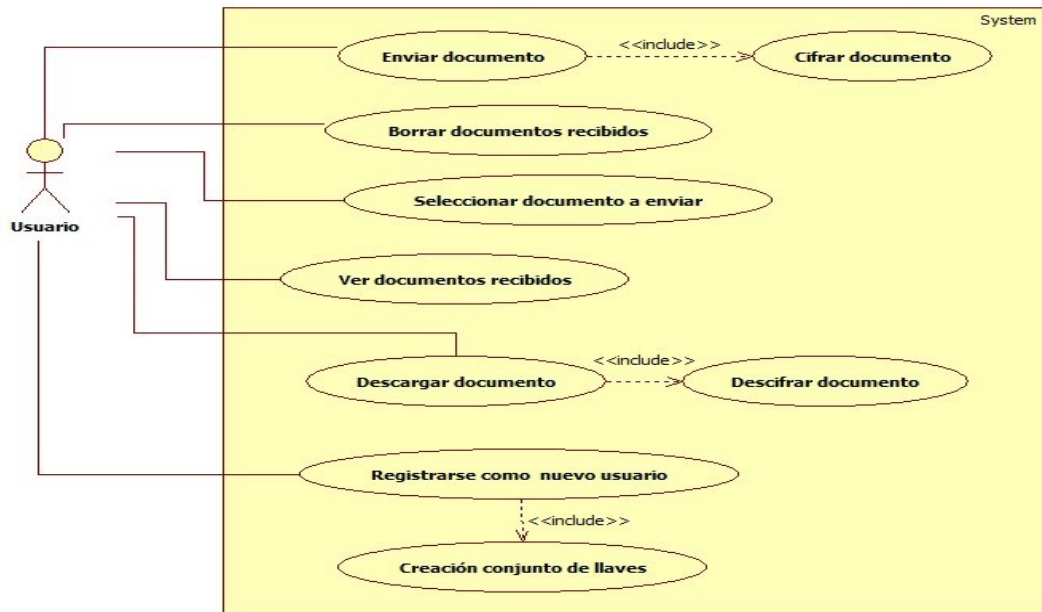 System
Enviar documento
<<include>>
Cifrar documento
Borrar documentos recibidos
Seleccionar documento a enviar
Usuario
Ver documentos recibidos
Descargar documento
<<include>>
Descifrar documento
Registrarse como nuevo usuario
<<include>>
Creación conjunto de llaves